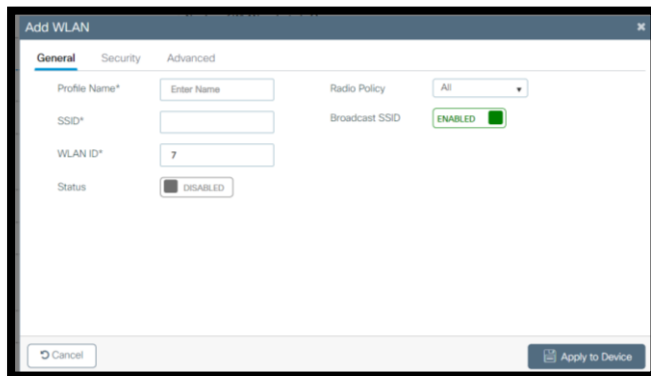 Add WLAN
General Security Advanced
Profile Name* Enter Name
SSID*
WLAN ID* 7
Status DISABLED
Radio Policy All
Broadcast SSID ENABLED
Cancel
Apply to Device